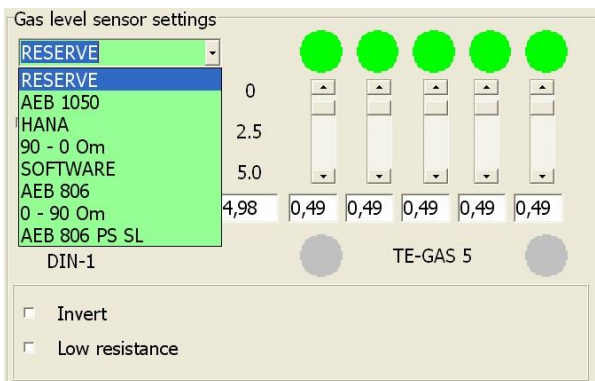 Gas level sensor settings
RESERVE
RESERVE
AEB 1050
HANA
90 - 0 Om
SOFTWARE
AEB 806
0 - 90 Om
AEB 806 PS SL
0
2.5
5.0
4,98 0,49 0,49 0,49 0,49 0,49
DIN-1 TE-GAS 5
Invert
Low resistance